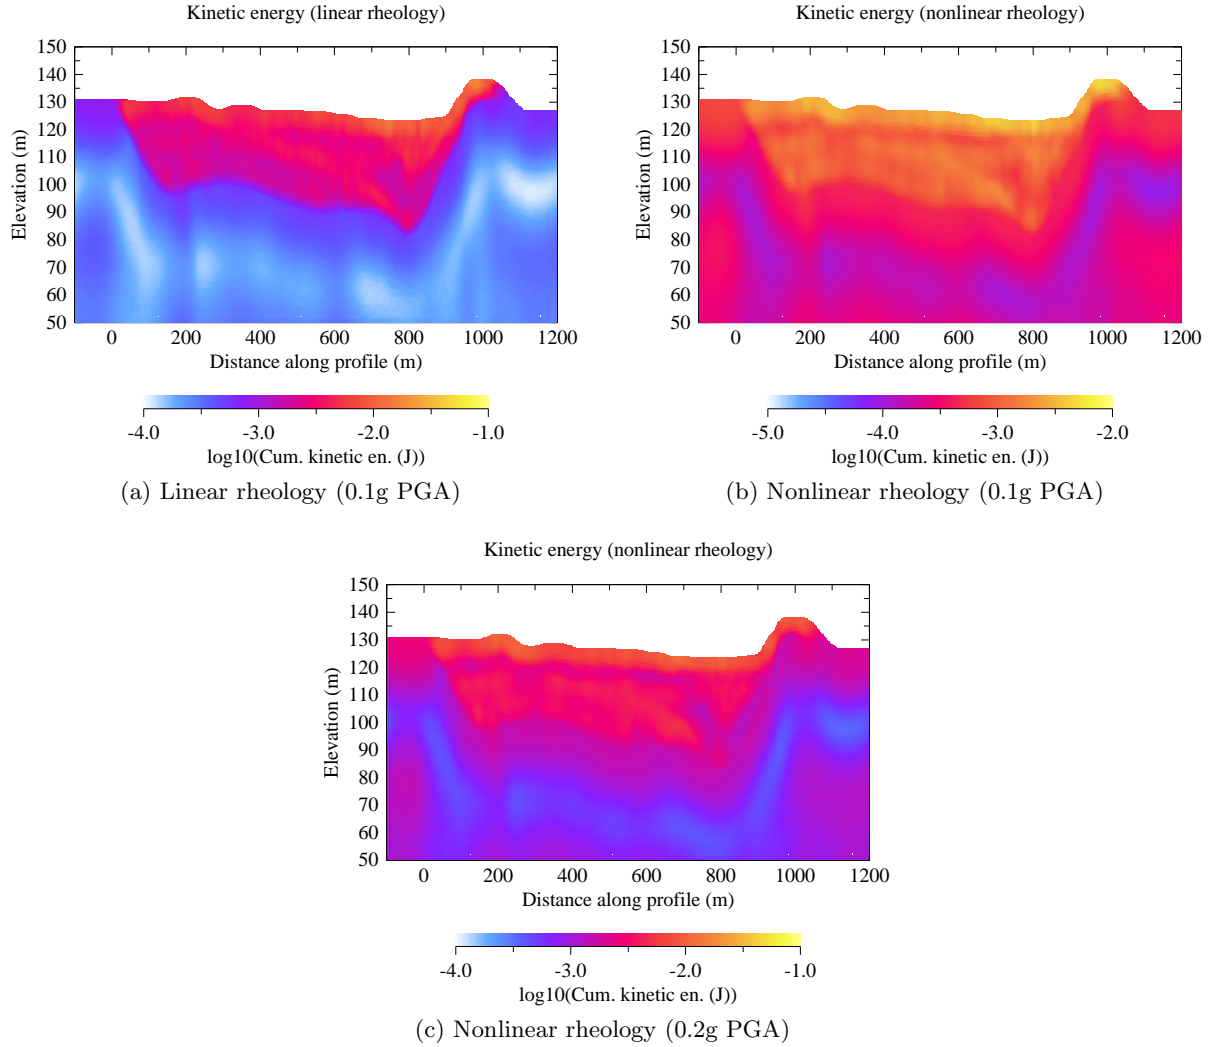 Kinetic energy (linear rheology)
150
140
130
120
110
100
90
80
70
60
50
Elevation (m)
0 200 400 600 800 1000 1200
Distance along profile (m)
-4.0 -3.0 -2.0 -1.0
log10(Cum. kinetic en. (J))
(a) Linear rheology (0.1g PGA)
Kinetic energy (nonlinear rheology)
150
140
130
120
110
100
90
80
70
60
50
Elevation (m)
0 200 400 600 800 1000 1200
Distance along profile (m)
-5.0 -4.0 -3.0 -2.0
log10(Cum. kinetic en. (J))
(b) Nonlinear rheology (0.1g PGA)
Kinetic energy (nonlinear rheology)
150
140
130
120
110
100
90
80
70
60
50
Elevation (m)
0 200 400 600 800 1000 1200
Distance along profile (m)
-4.0 -3.0 -2.0 -1.0
log10(Cum. kinetic en. (J))
(c) Nonlinear rheology (0.2g PGA)